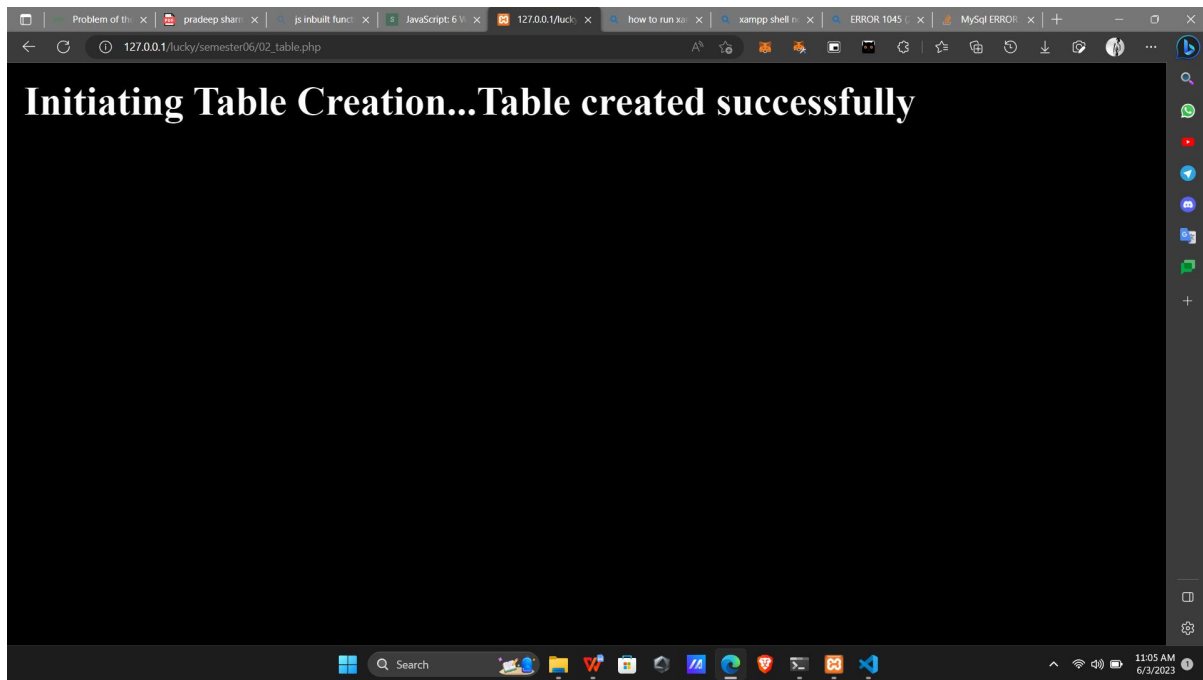 Problem of the
pradeep sharm
js inbuilt funct
JavaScript: 6 W
127.0.0.1/lucky
how to run xa
xampp shell n
ERROR 1045 (
MySql ERROR
127.0.0.1/lucky/semester06/02_table.php
Initiating Table Creation...Table created successfully
Search
11:05 AM
6/3/2023
1